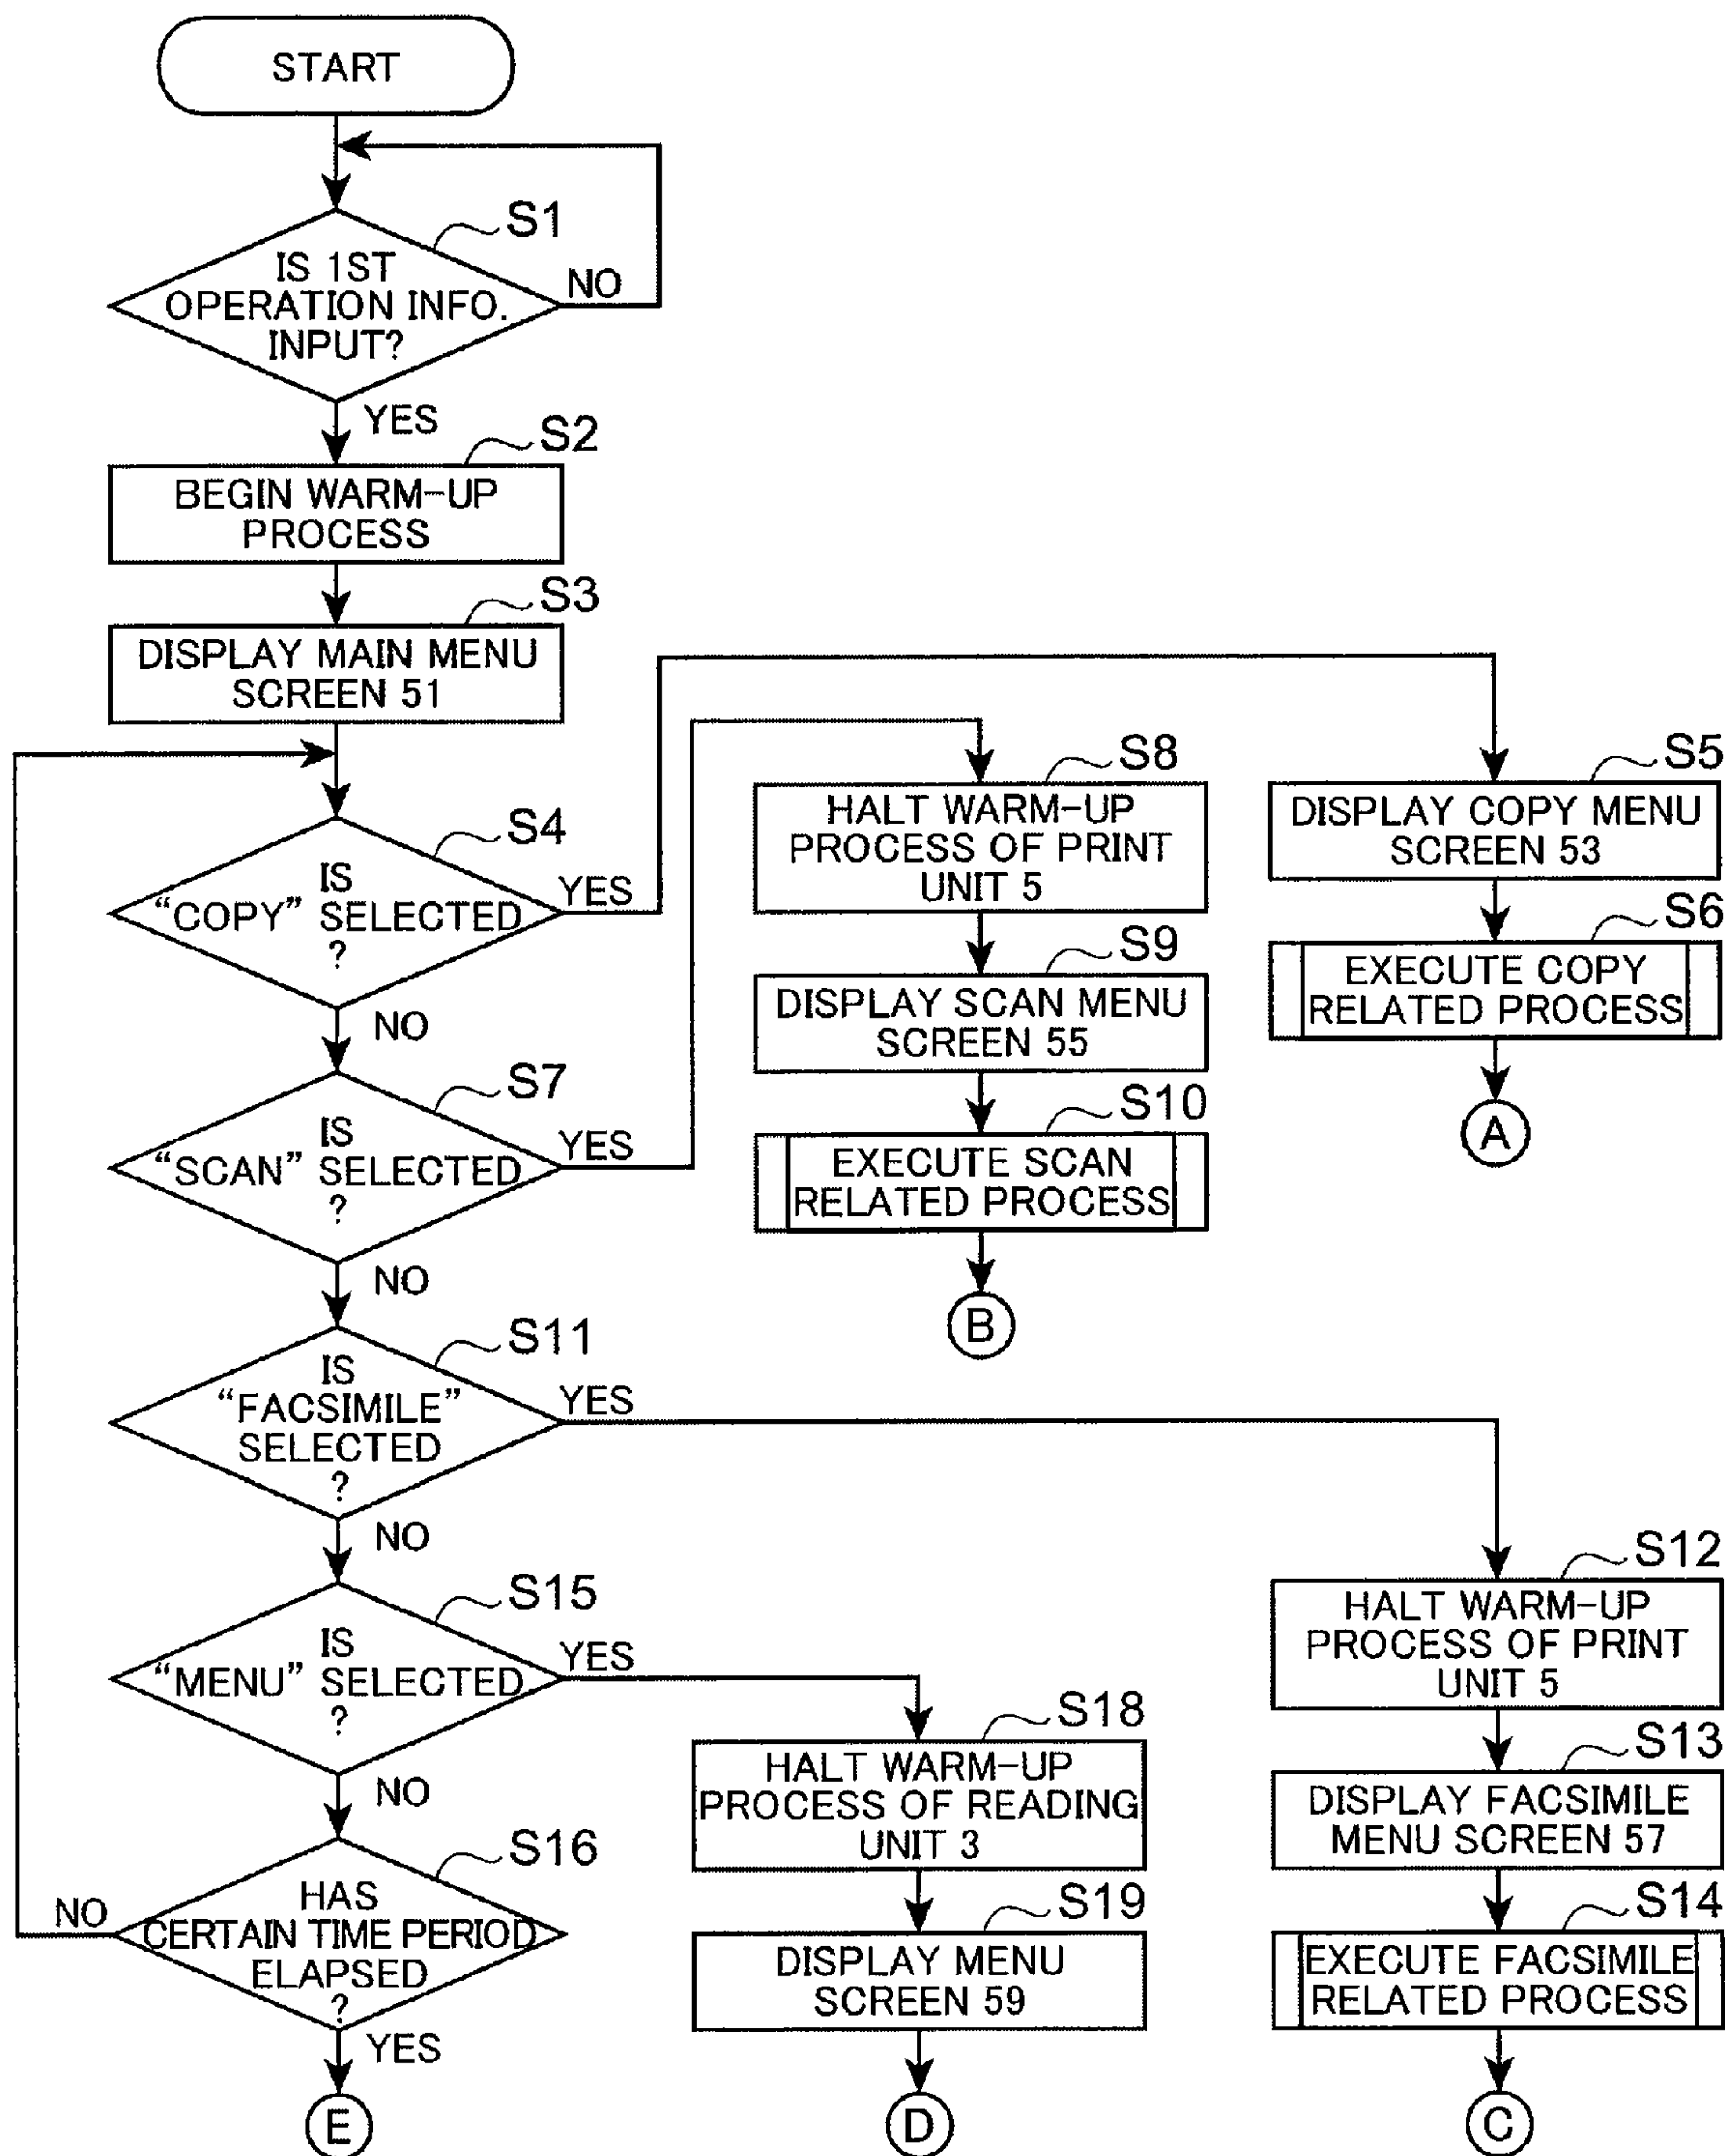 START
S1
IS 1ST
OPERATION INFO.
INPUT?
NO
YES
S2
BEGIN WARM-UP
PROCESS
S3
DISPLAY MAIN MENU
SCREEN 51
S4
IS
“COPY” SELECTED
?
YES
NO
S5
DISPLAY COPY MENU
SCREEN 53
S6
EXECUTE COPY
RELATED PROCESS
A
S7
IS
“SCAN” SELECTED
?
YES
NO
S8
HALT WARM-UP
PROCESS OF PRINT
UNIT 5
S9
DISPLAY SCAN MENU
SCREEN 55
S10
EXECUTE SCAN
RELATED PROCESS
B
S11
IS
“FACSIMILE”
SELECTED
?
YES
NO
S12
HALT WARM-UP
PROCESS OF PRINT
UNIT 5
S13
DISPLAY FACSIMILE
MENU SCREEN 57
S14
EXECUTE FACSIMILE
RELATED PROCESS
C
S15
IS
“MENU” SELECTED
?
YES
NO
S18
HALT WARM-UP
PROCESS OF READING
UNIT 3
S19
DISPLAY MENU
SCREEN 59
D
S16
HAS
CERTAIN TIME PERIOD
ELAPSED
?
NO
YES
E